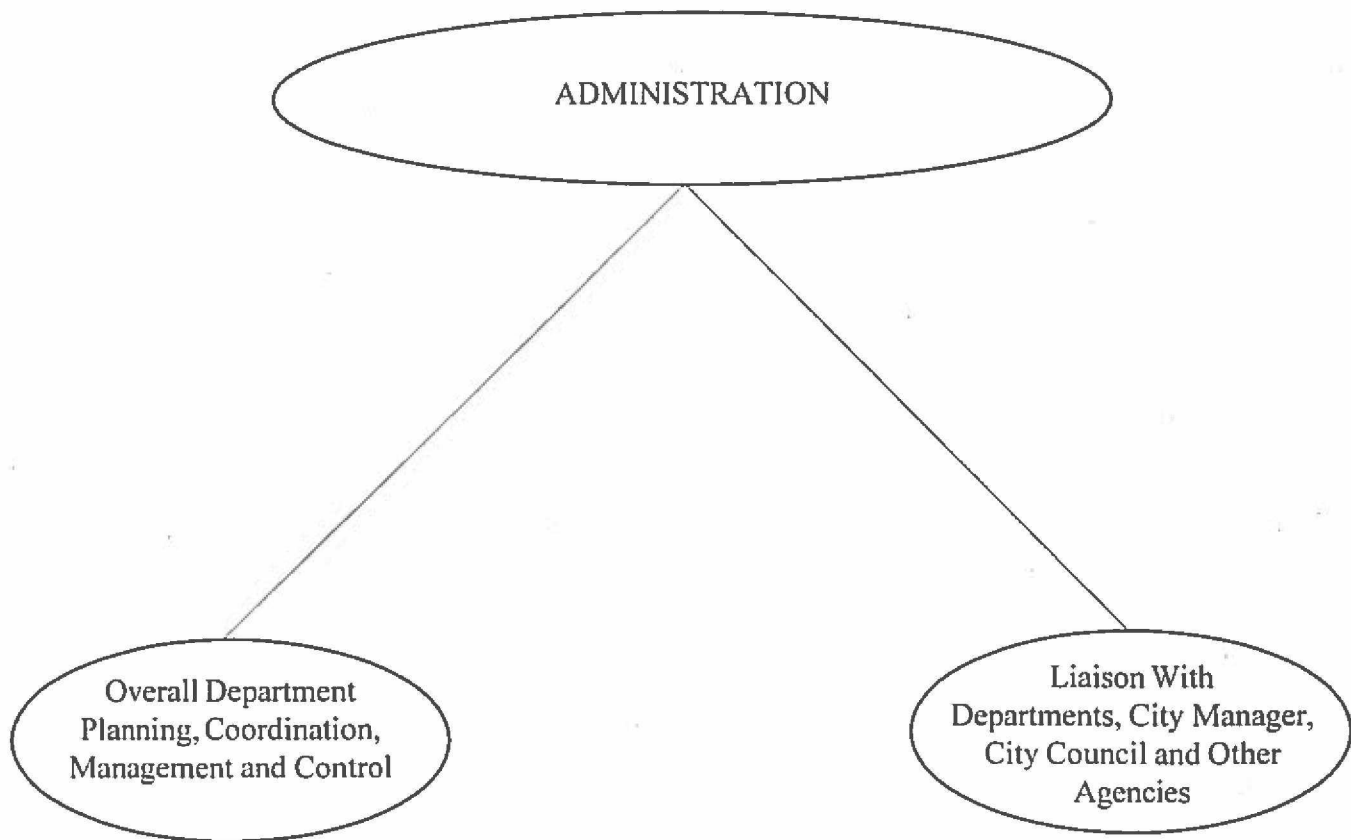 ADMINISTRATION
Overall Department
Planning, Coordination,
Management and Control
Liaison With
Departments, City Manager,
City Council and Other
Agencies